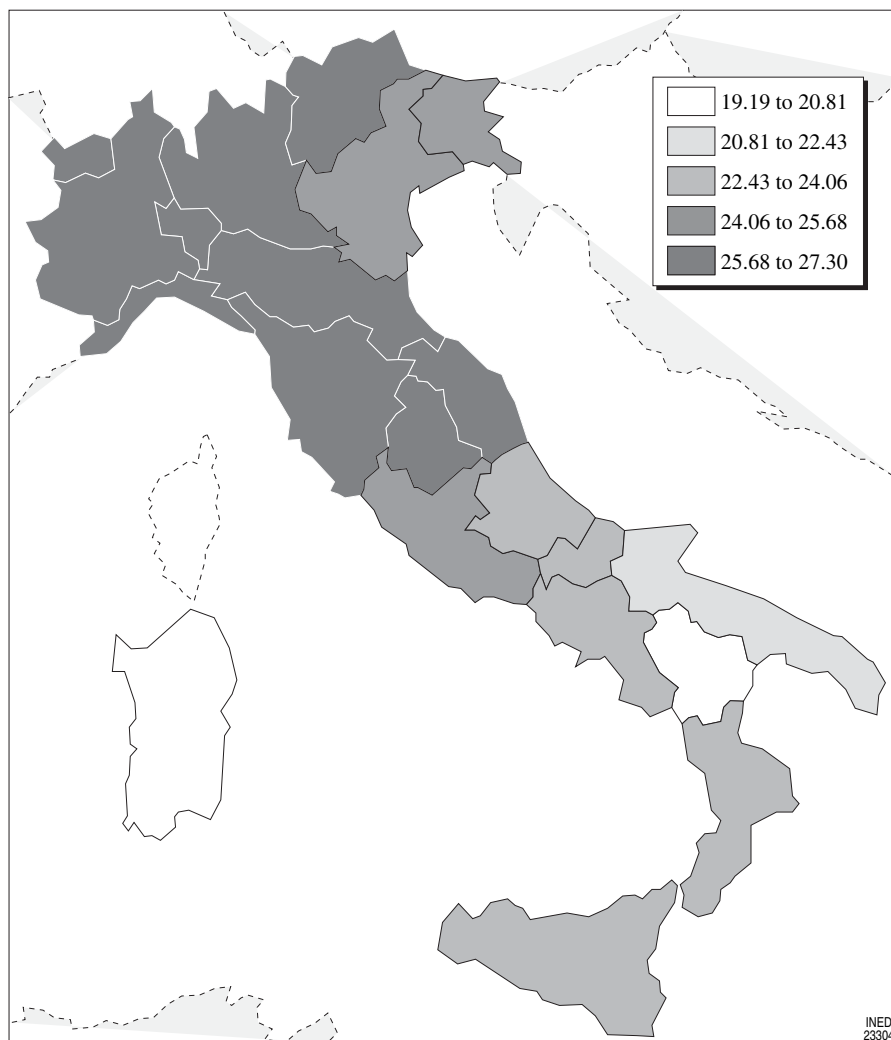 19.19 to 20.81
20.81 to 22.43
22.43 to 24.06
24.06 to 25.68
25.68 to 27.30
INED
23304